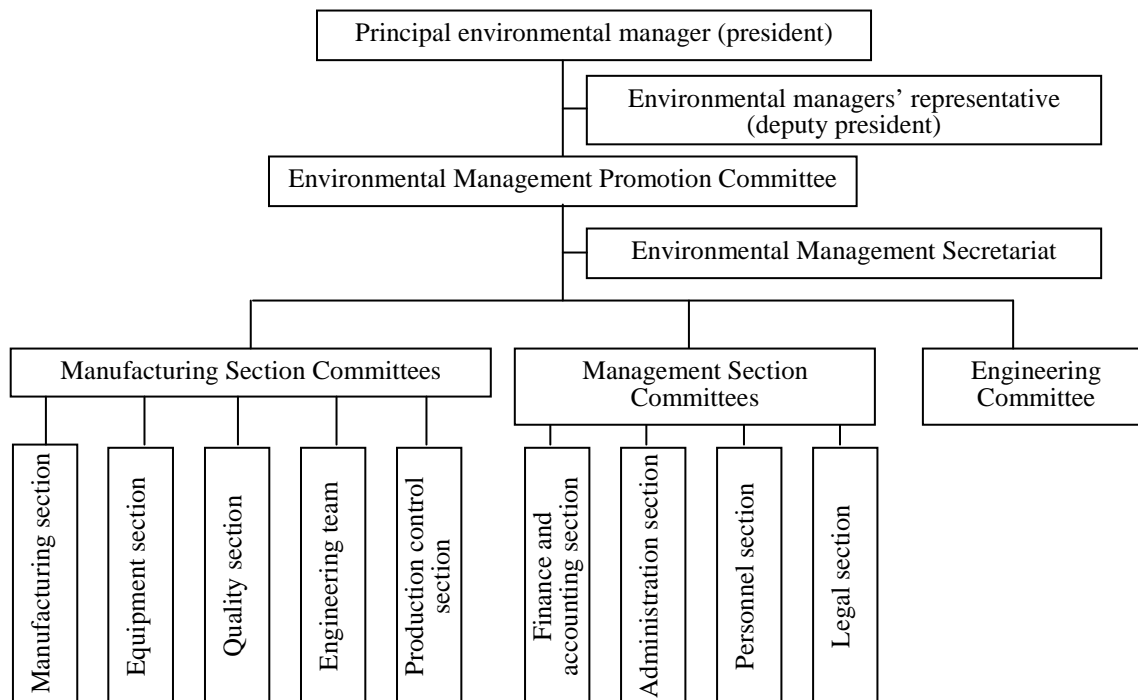 Principal environmental manager (president)
Environmental managers’ representative
(deputy president)
Environmental Management Promotion Committee
Environmental Management Secretariat
Manufacturing Section Committees
Management Section
Committees
Engineering
Committee
Manufacturing section
Equipment section
Quality section
Engineering team
Production control
section
Finance and
accounting section
Administration section
Personnel section
Legal section